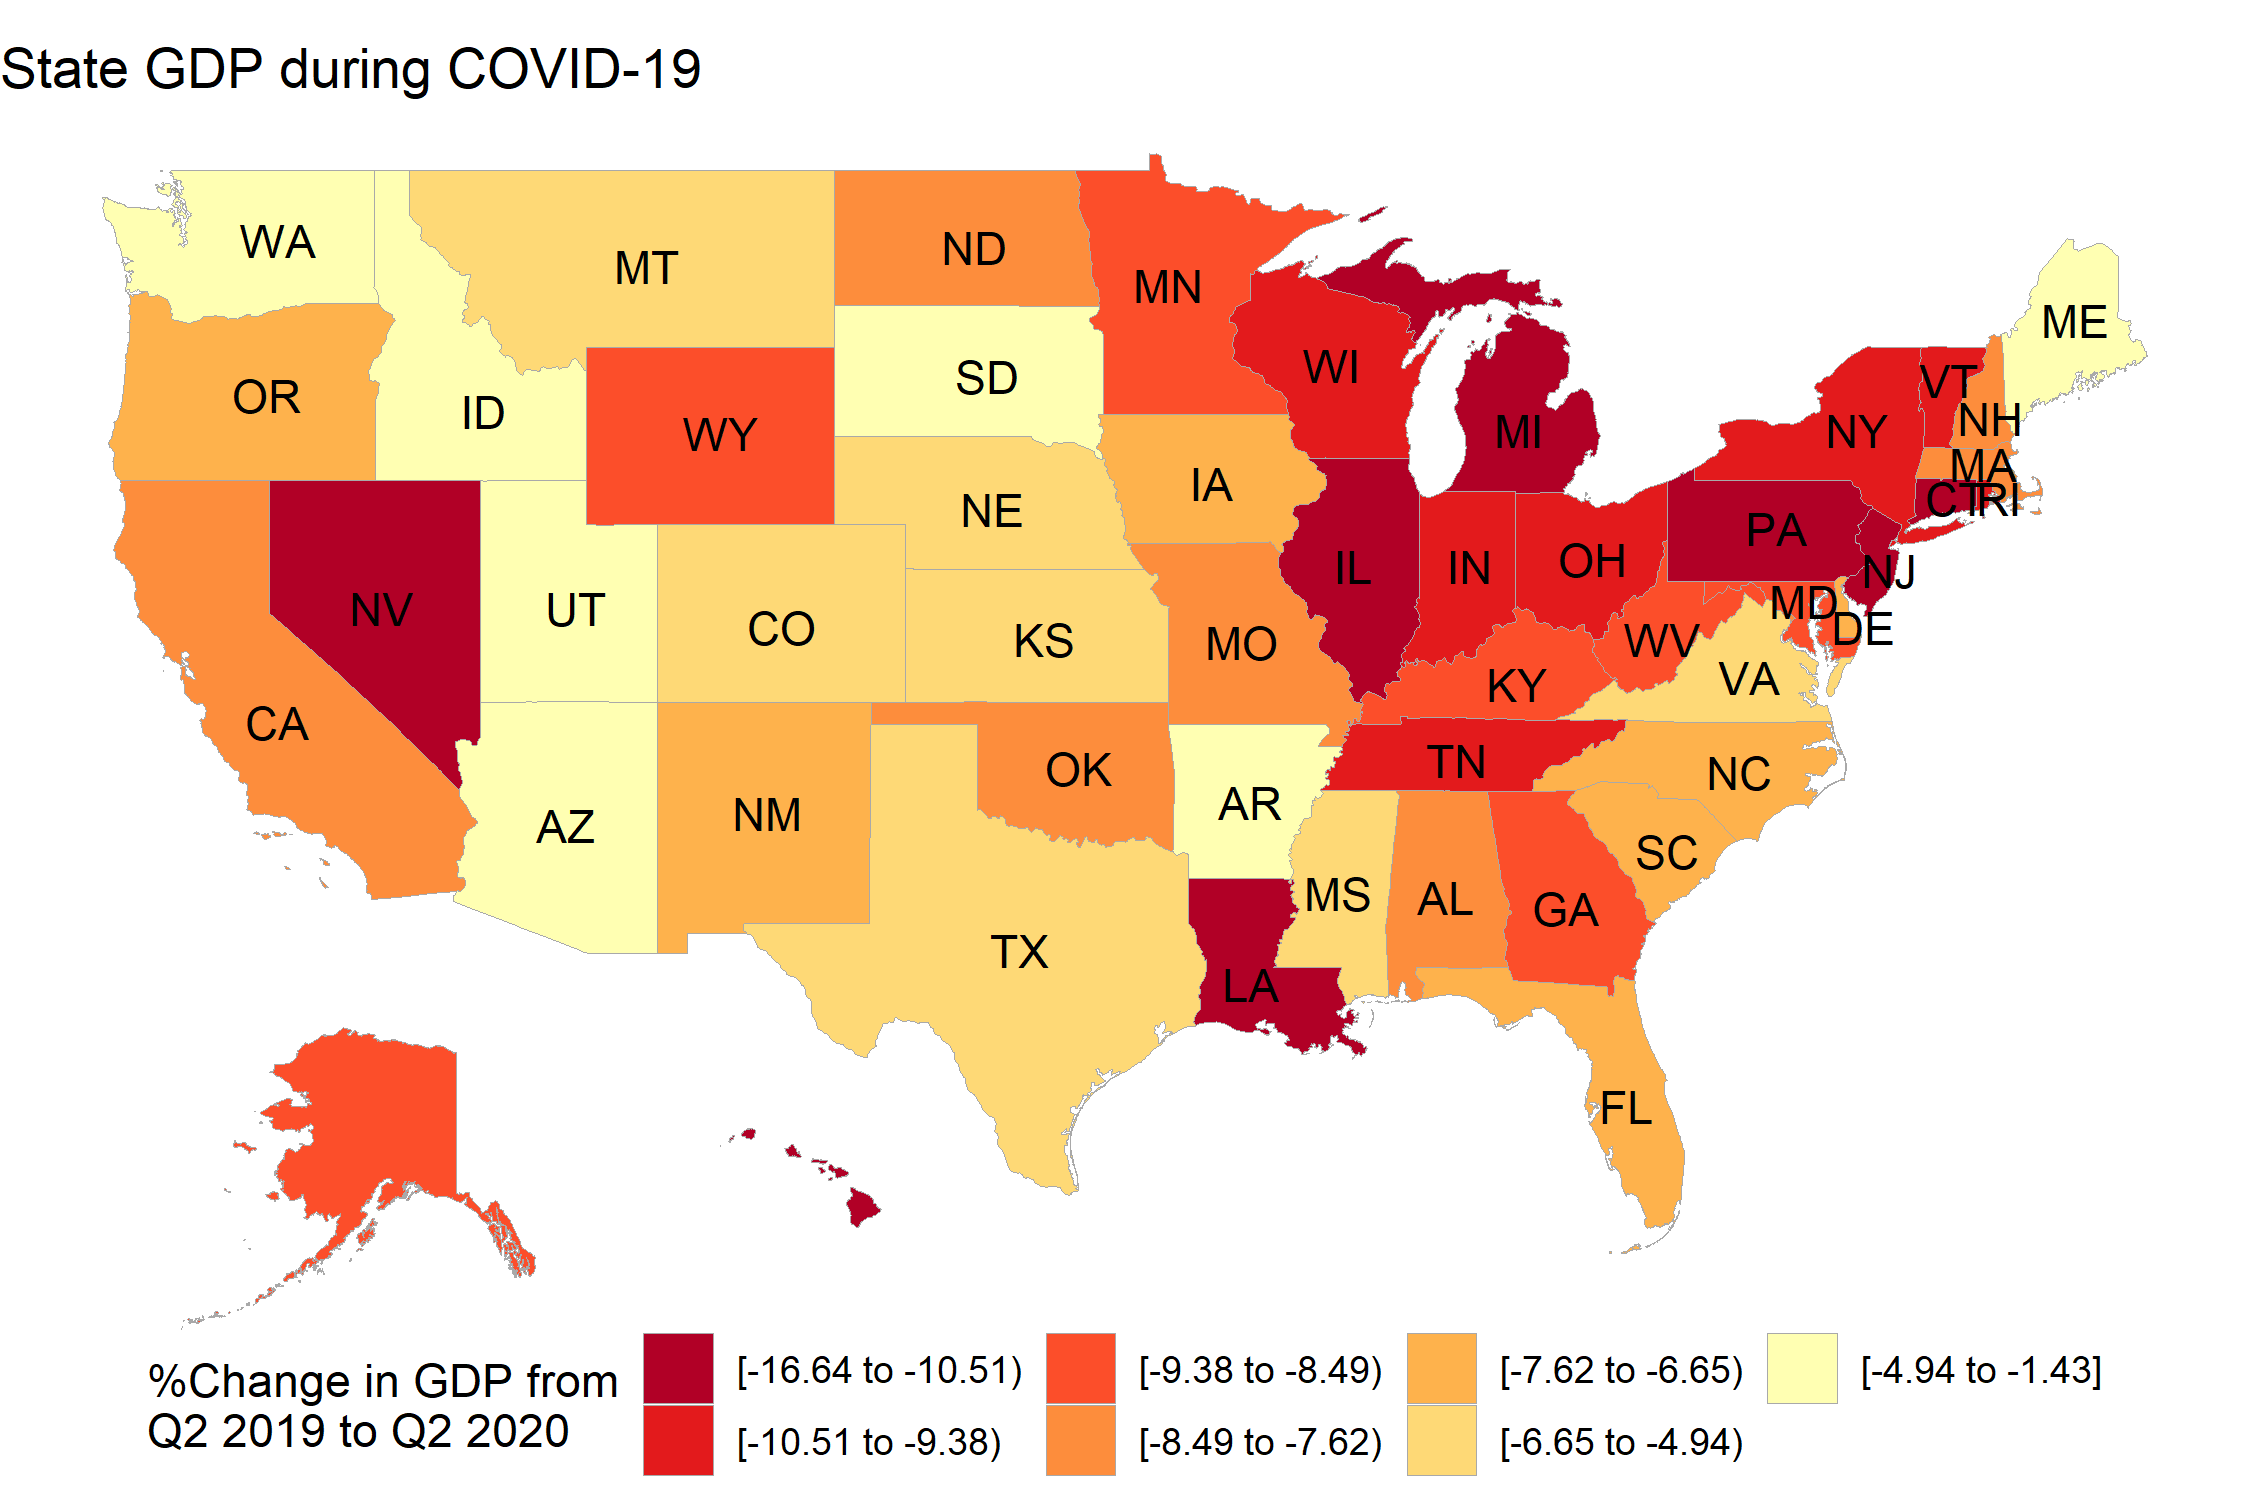 State GDP during COVID-19
WA
MT
ND
MN
ME
OR
ID
SD
WI
VT
WY
MI
NY
NH
MA
IA
NE
CT
RI
PA
NV
UT
IL
IN
OH
NJ
CO
KS
MO
MD
DE
WV
KY
VA
CA
OK
TN
NC
AZ
NM
AR
SC
MS
AL
GA
TX
LA
FL
%Change in GDP from
Q2 2019 to Q2 2020
[-16.64 to -10.51)
[-10.51 to -9.38)
[-9.38 to -8.49)
[-8.49 to -7.62)
[-7.62 to -6.65)
[-6.65 to -4.94)
[-4.94 to -1.43]